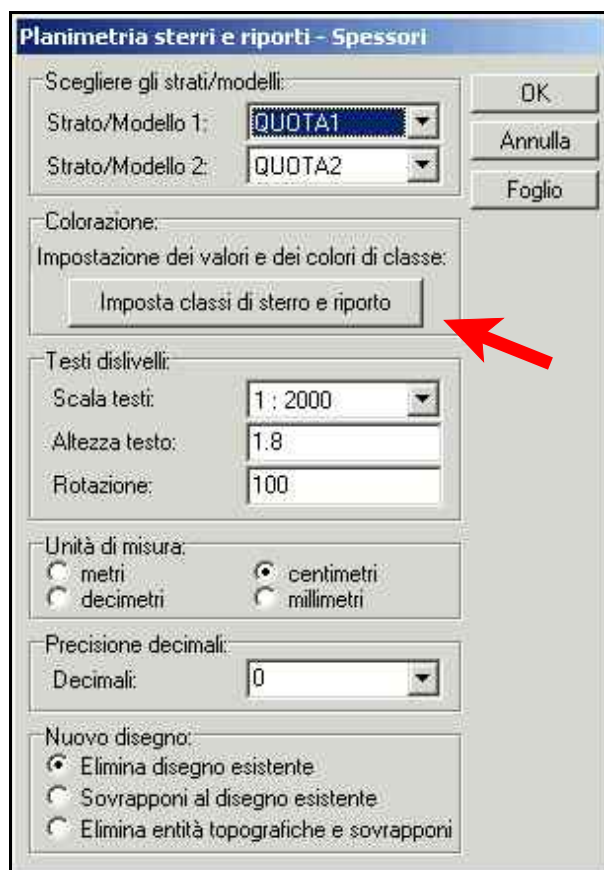 Planimetria sterri e riporti - Spessori
Scegliere gli strati/modelli:
Strato/Modello 1: QUOTA1
Strato/Modello 2: QUOTA2
OK
Annulla
Foglio
Colorazione:
Impostazione dei valori e dei colori di classe:
Imposta classi di sterro e riporto
Testi dislivelli:
Scala testi: 1 : 2000
Altezza testo: 1.8
Rotazione: 100
Unità di misura:
metri centimetri
decimetri millimetri
Precisione decimali:
Decimali: 0
Nuovo disegno:
Elimina disegno esistente
Sovrapponi al disegno esistente
Elimina entità topografiche e sovrapponi